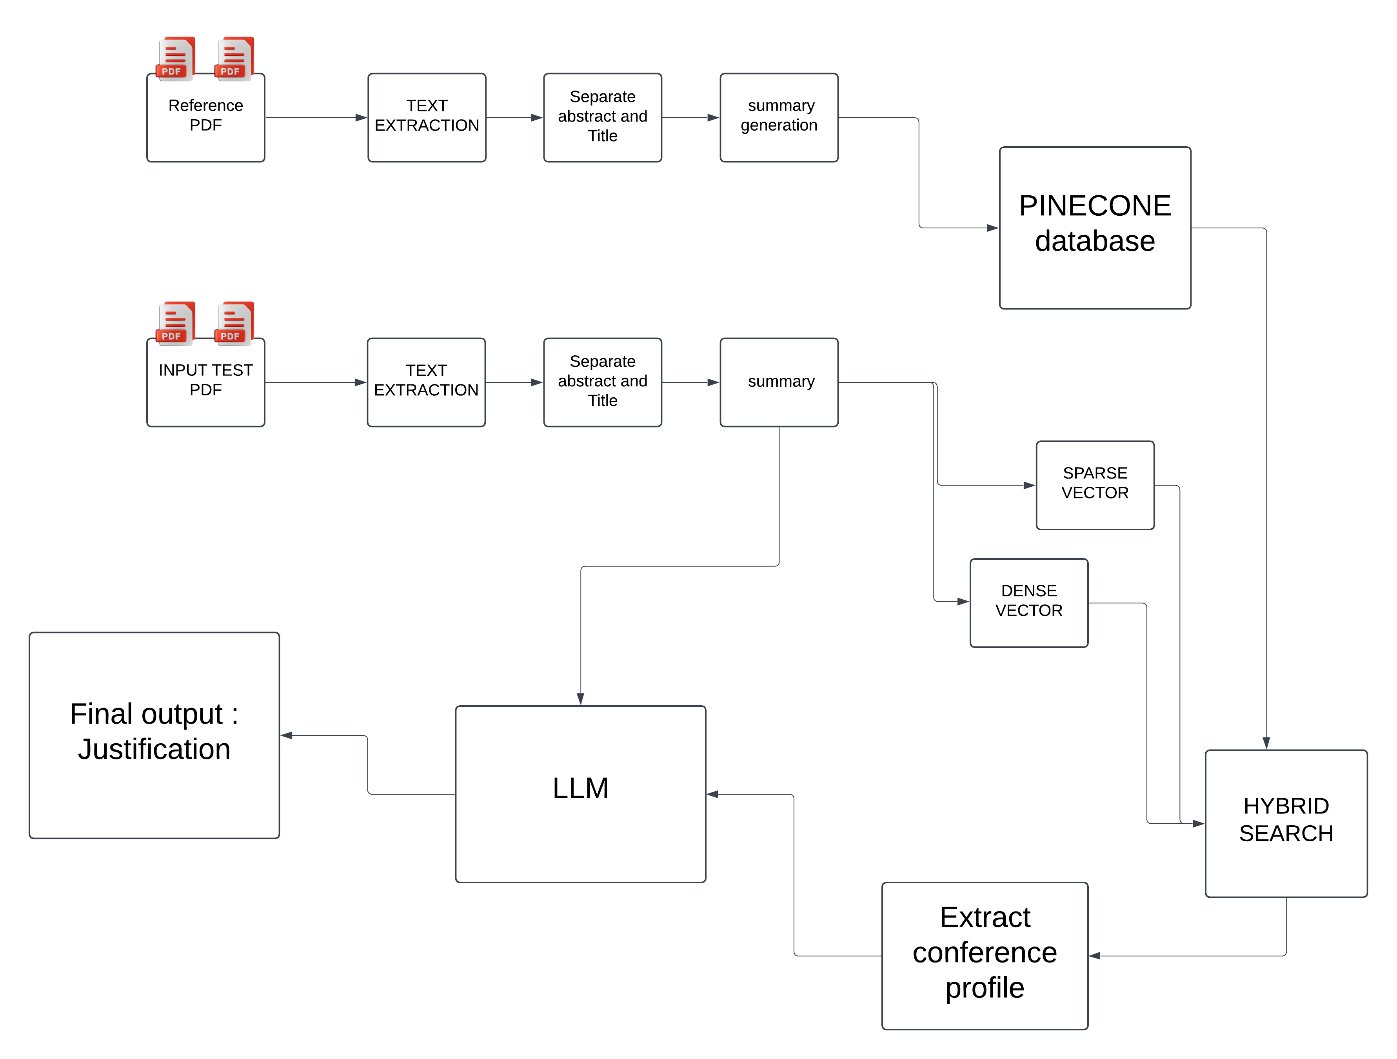 PDF
PDF
Reference
PDF
TEXT
EXTRACTION
Separate
abstract and
Title
summary
generation
PINECONE
database
PDF
PDF
INPUT TEST
PDF
TEXT
EXTRACTION
Separate
abstract and
Title
summary
SPARSE
VECTOR
DENSE
VECTOR
Final output :
Justification
LLM
HYBRID
SEARCH
Extract
conference
profile